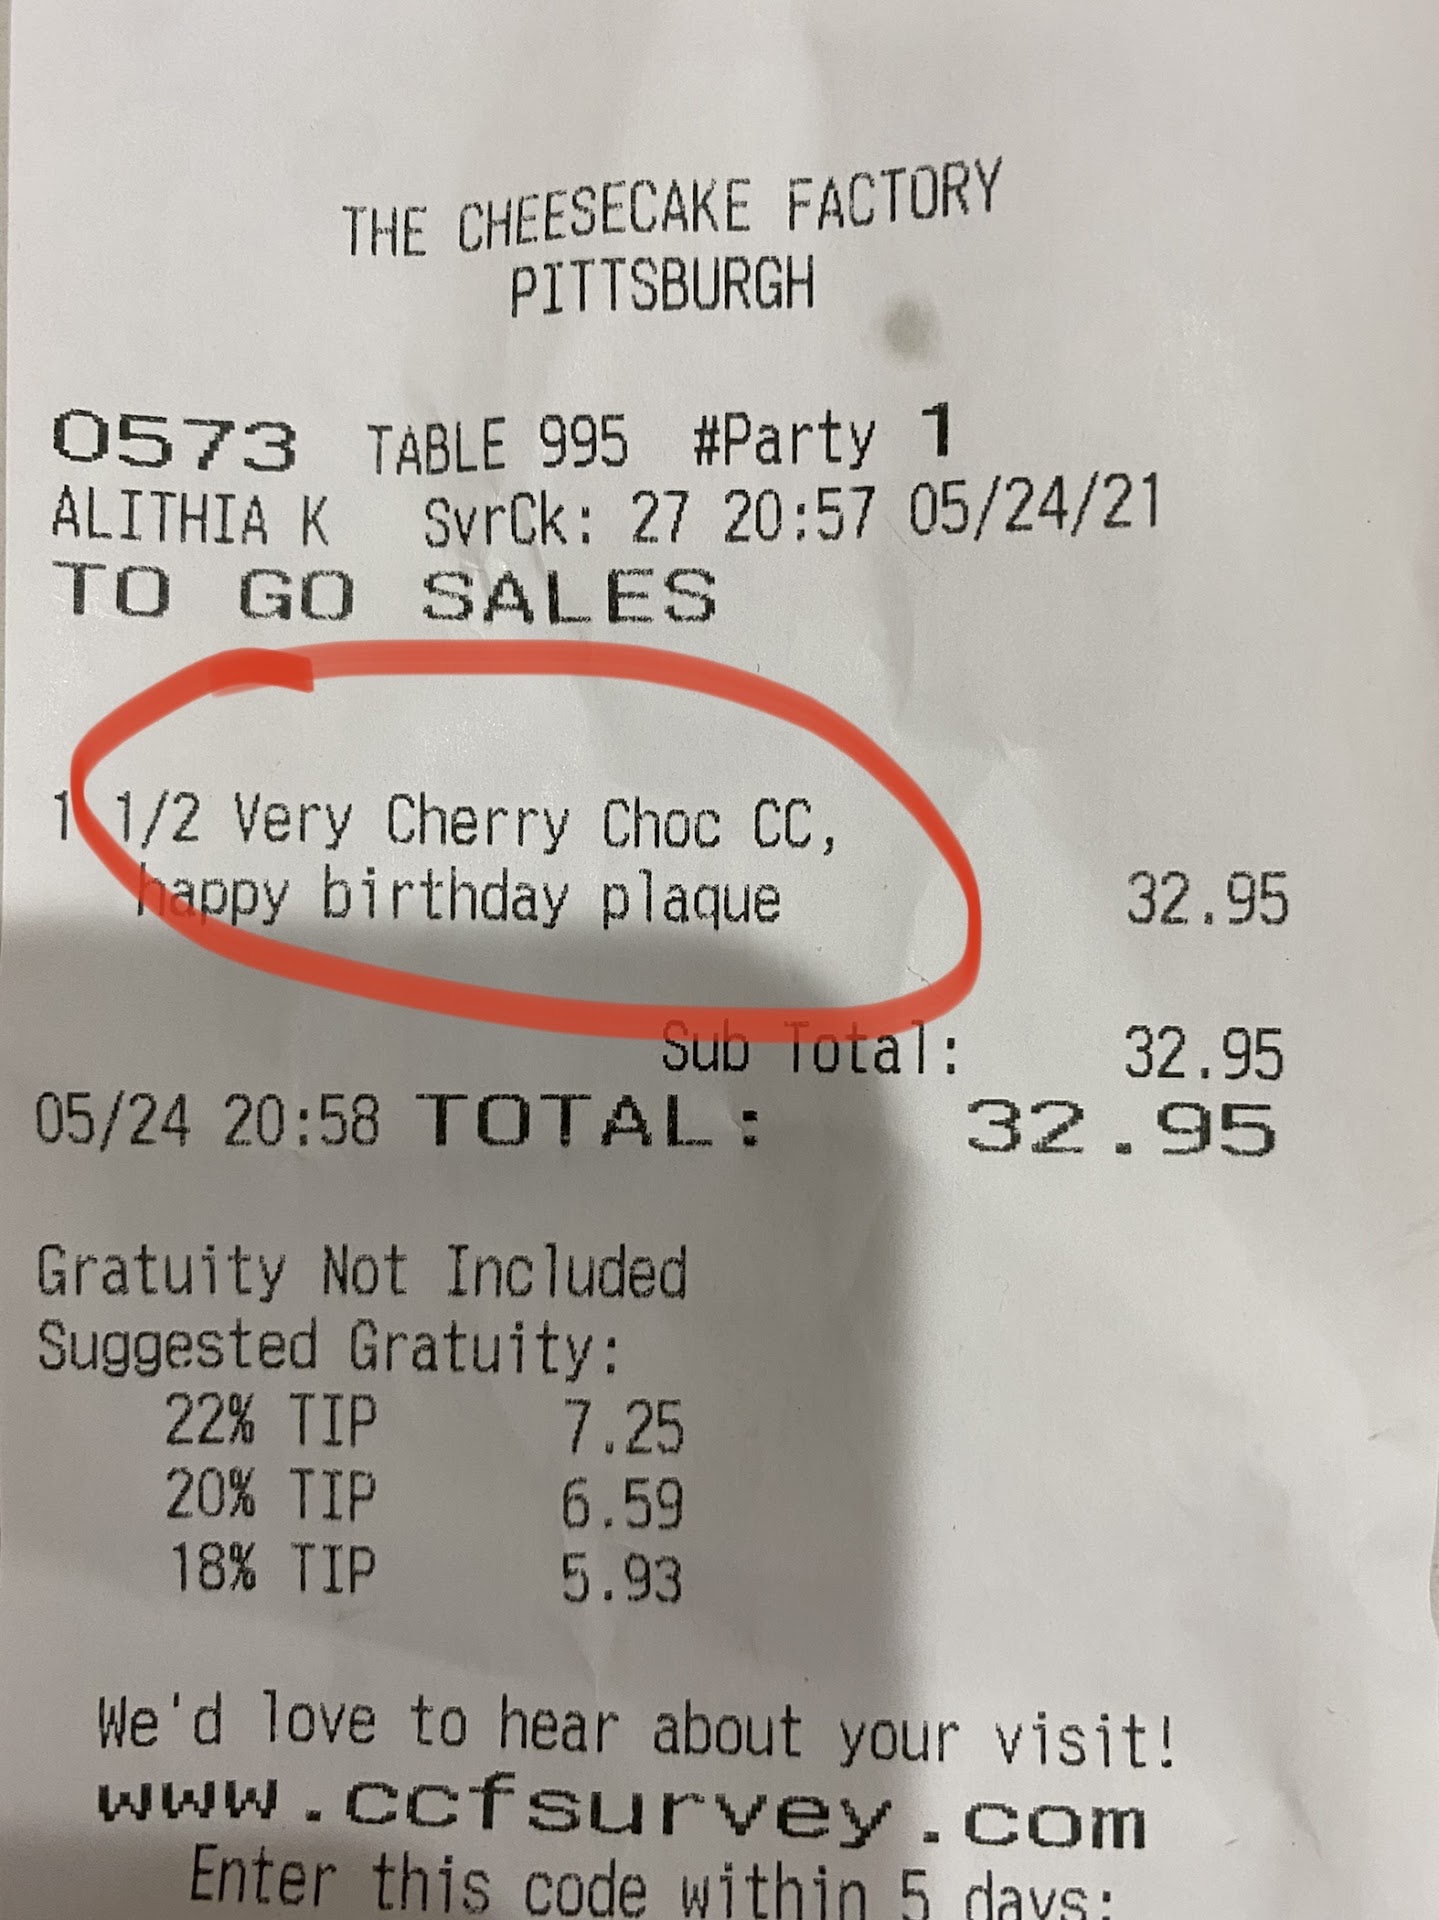 THE CHEESECAKE FACTORY
PITTSBURGH
0573 TABLE 995 #Party 1
ALITHIA K SvrCk: 27 20:57 05/24/21
TO GO SALES
1 1/2 Very Cherry Choc CC,
happy birthday plaque 32.95
Sub Total: 32.95
05/24 20:58 TOTAL: 32.95
Gratuity Not Included
Suggested Gratuity:
22% TIP 7.25
20% TIP 6.59
18% TIP 5.93
We'd love to hear about your visit!
www.ccfsurvey.com
Enter this code within 5 days: